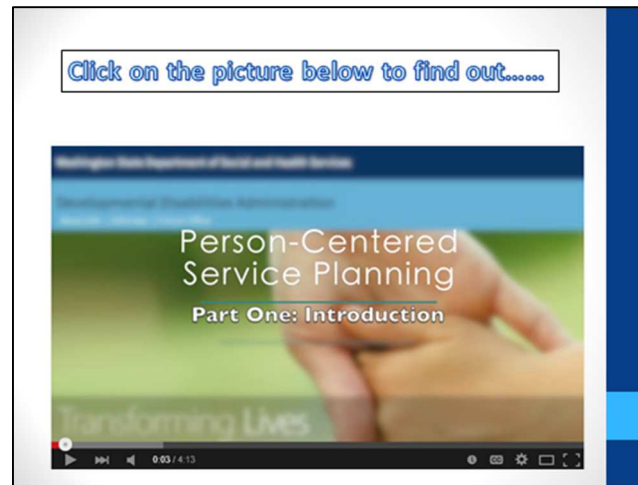 Click on the picture below to find out......
Washington State Department of Social and Health Services
Developmental Disabilities Administration
Person-Centered
Service Planning
Part One: Introduction
Transforming Lives
0:03 / 4:13
CC